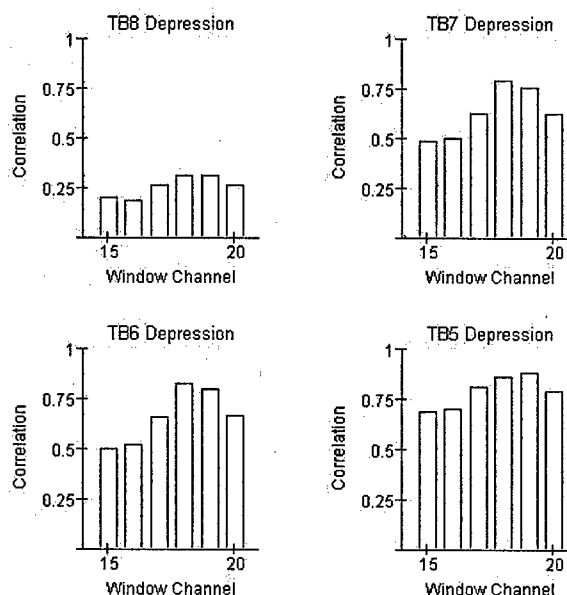 TB8 Depression
1
0.75
0.5
0.25
Correlation
15
20
Window Channel
TB7 Depression
1
0.75
0.5
0.25
Correlation
15
20
Window Channel
TB6 Depression
1
0.75
0.5
0.25
Correlation
15
20
Window Channel
TB5 Depression
1
0.75
0.5
0.25
Correlation
15
20
Window Channel